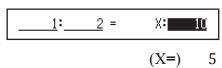 1: 2 = X: 10
(X=) 5